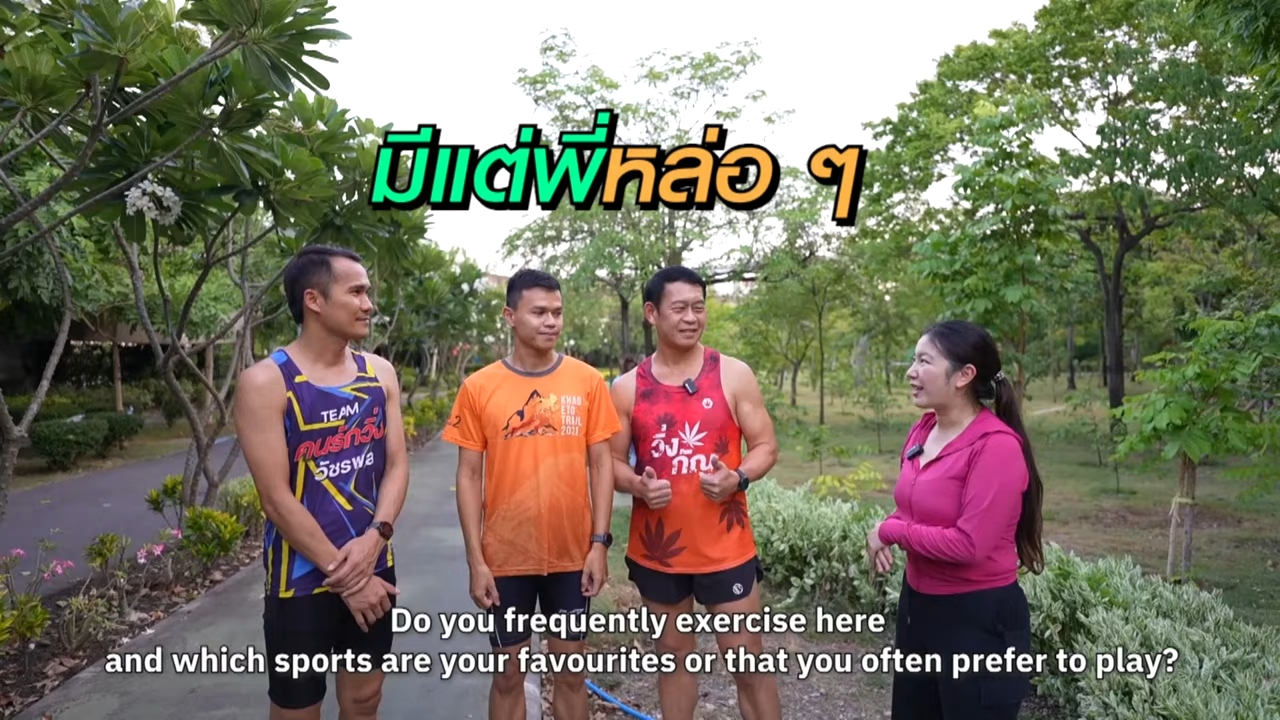 มีแต่พี่หล่อ ๆ
TEAM
คนรักวิ่ง
วัชรพล
2
KHAO
ETO
TRAIL
2021
วิ่ง
กัญ
Do you frequently exercise here
and which sports are your favourites or that you often prefer to play?